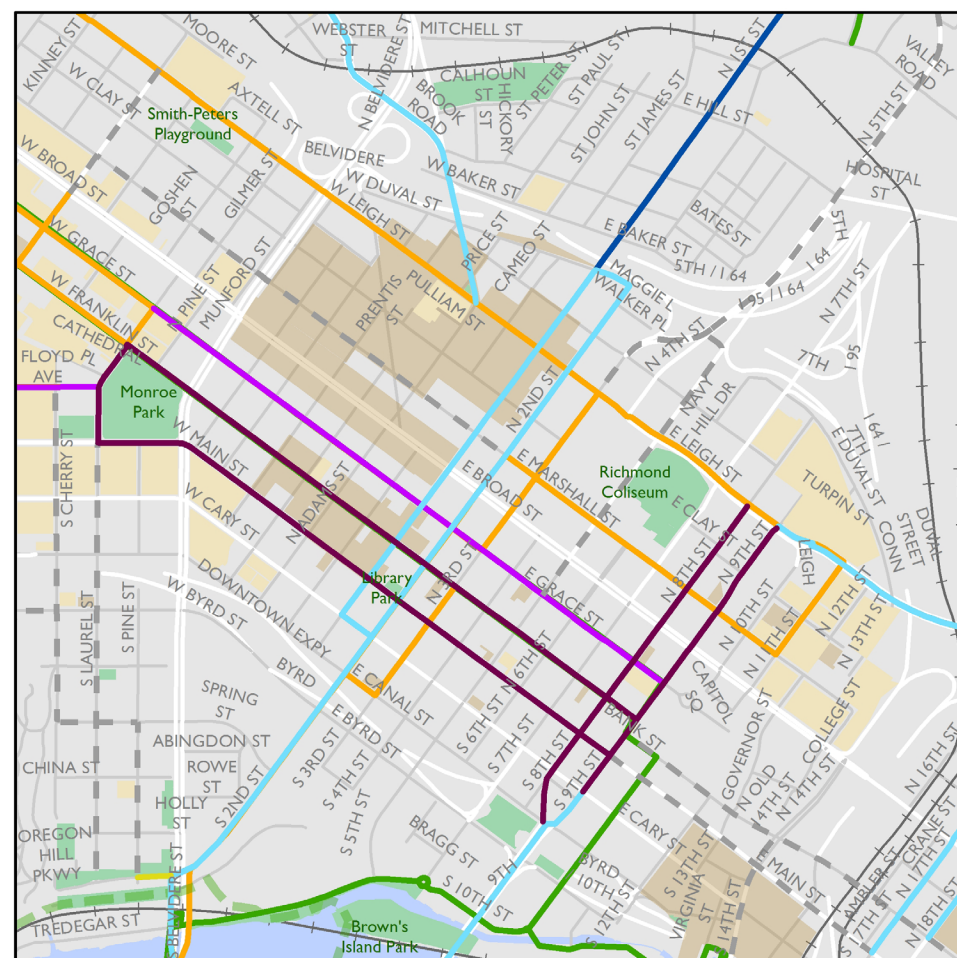 KINNEY ST
MOORE ST
WEBSTER
ST
N BELVIDERE ST
MITCHELL ST
N 1ST ST
VALLEY
ROAD
W CLAY ST
AXTELL ST
BROOK
ROAD
CALHOUN
ST
HICKORY
ST
ST PETER ST
ST PAUL ST
ST JOHN ST
ST JAMES ST
E HILL ST
N 5TH ST
Smith-Peters
Playground
BELVIDERE
W BROAD ST
GOSHEN
ST
GILMER ST
W DUVAL ST
W BAKER ST
HOSPITAL
ST
W LEIGH ST
BATES ST
5TH
W GRACE ST
PRICE ST
CAMEO ST
E BAKER ST
5TH / I 64
I 64
W FRANKLIN ST
N PINE ST
MUNFORD ST
PRENTIS
ST
PULLIAM ST
MAGGIE L
WALKER PL
I 95 / I 64
N 7TH ST
CATHEDRAL
PL
FLOYD
AVE
N 4TH ST
7TH
I 95
Monroe
Park
N 2ND ST
NAVY
HILL DR
I 64 /
7TH
S CHERRY ST
W MAIN ST
E LEIGH ST
E DUVAL ST
CONN
STREET
DUVAL
W CARY ST
N ADAMS ST
E BROAD ST
E MARSHALL ST
Richmond
Coliseum
E CLAY ST
TURPIN ST
N 8TH ST
N 9TH ST
LEIGH
DOWNTOWN EXPY
Library
Park
N 3RD ST
E GRACE ST
N 10TH ST
N 11TH ST
N 12TH ST
N 13TH ST
W BYRD ST
S LAUREL ST
S PINE ST
BYRD
E CANAL ST
N 6TH ST
CAPITOL
SQ
SPRING
ST
E BYRD ST
BANK ST
GOVERNOR ST
COLLEGE ST
ABINGDON ST
S 6TH ST
S 7TH ST
S 8TH ST
S 9TH ST
CHINA ST
ROWE
ST
S 2ND ST
S 3RD ST
S 4TH ST
S 5TH ST
N OLD
14TH ST
N 14TH ST
N 16TH ST
HOLLY
ST
OREGON
HILL
PKWY
BRAGG ST
E CARY ST
CRANE ST
N 17TH ST
9TH
BYRD ST
10TH
S 10TH ST
S 12TH ST
S 13TH ST
VIRGINIA
ST
S 14TH ST
E MAIN ST
AMBLER ST
S 17TH ST
N 18TH ST
TREDEGAR ST
S BELVIDERE ST
Brown's
Island Park